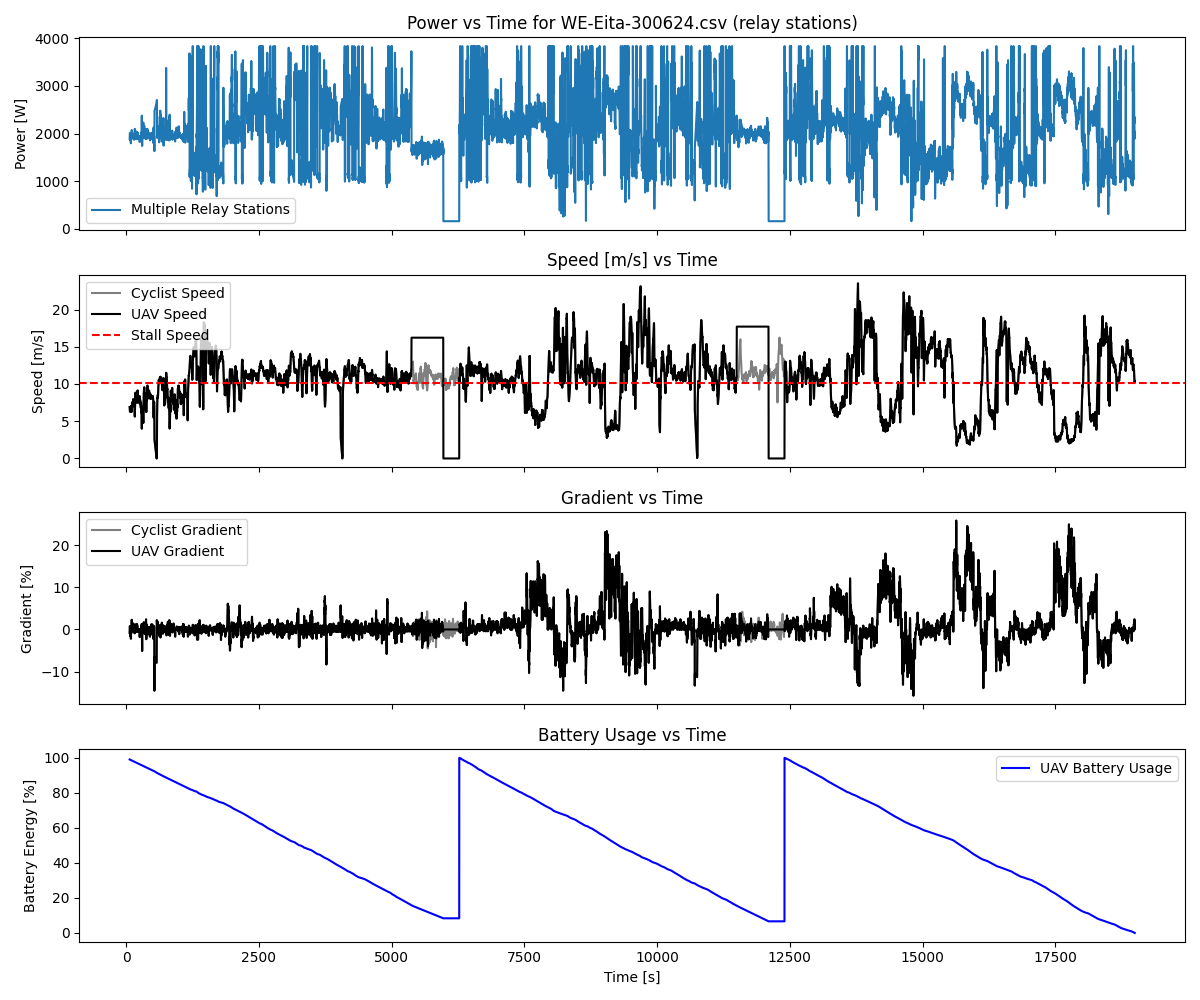 Power vs Time for WE-Eita-300624.csv (relay stations)
4000
3000
2000
1000
0
Power [W]
Multiple Relay Stations
Speed [m/s] vs Time
20
15
10
5
0
Speed [m/s]
Cyclist Speed
UAV Speed
Stall Speed
Gradient vs Time
20
10
0
−10
Gradient [%]
Cyclist Gradient
UAV Gradient
Battery Usage vs Time
100
80
60
40
20
0
Battery Energy [%]
UAV Battery Usage
0 2500 5000 7500 10000 12500 15000 17500
Time [s]